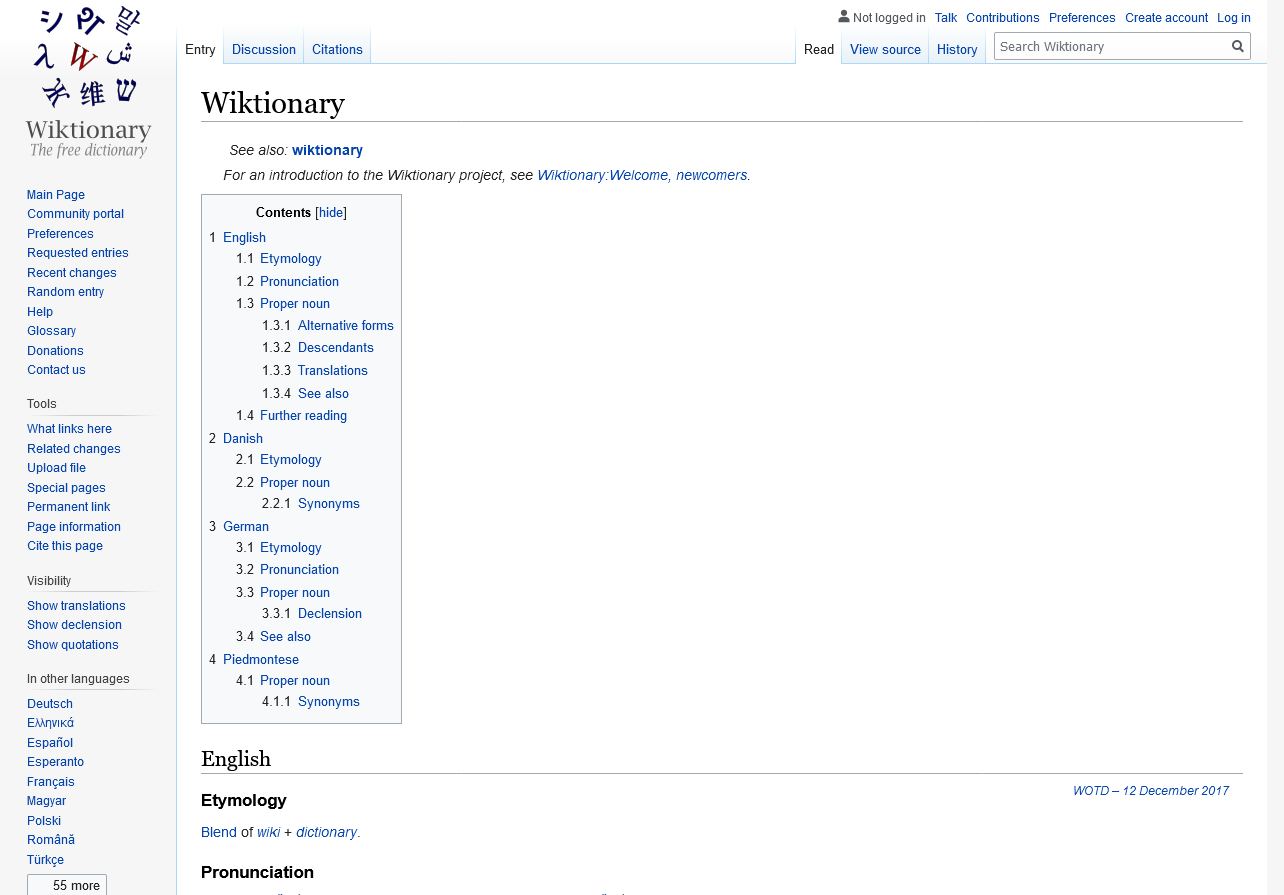 Not logged in Talk Contributions Preferences Create account Log in
Entry Discussion Citations Read View source History Search Wiktionary
Wiktionary
The free dictionary
Main Page
Community portal
Preferences
Requested entries
Recent changes
Random entry
Help
Glossary
Donations
Contact us
Tools
What links here
Related changes
Upload file
Special pages
Permanent link
Page information
Cite this page
Visibility
Show translations
Show declension
Show quotations
In other languages
Deutsch
Ελληνικά
Español
Esperanto
Français
Magyar
Polski
Română
Türkçe
55 more
Wiktionary
See also: wiktionary
For an introduction to the Wiktionary project, see Wiktionary:Welcome, newcomers.
Contents [hide]
1 English
1.1 Etymology
1.2 Pronunciation
1.3 Proper noun
1.3.1 Alternative forms
1.3.2 Descendants
1.3.3 Translations
1.3.4 See also
1.4 Further reading
2 Danish
2.1 Etymology
2.2 Proper noun
2.2.1 Synonyms
3 German
3.1 Etymology
3.2 Pronunciation
3.3 Proper noun
3.3.1 Declension
3.4 See also
4 Piedmontese
4.1 Proper noun
4.1.1 Synonyms
English
WOTD – 12 December 2017
Etymology
Blend of wiki + dictionary.
Pronunciation